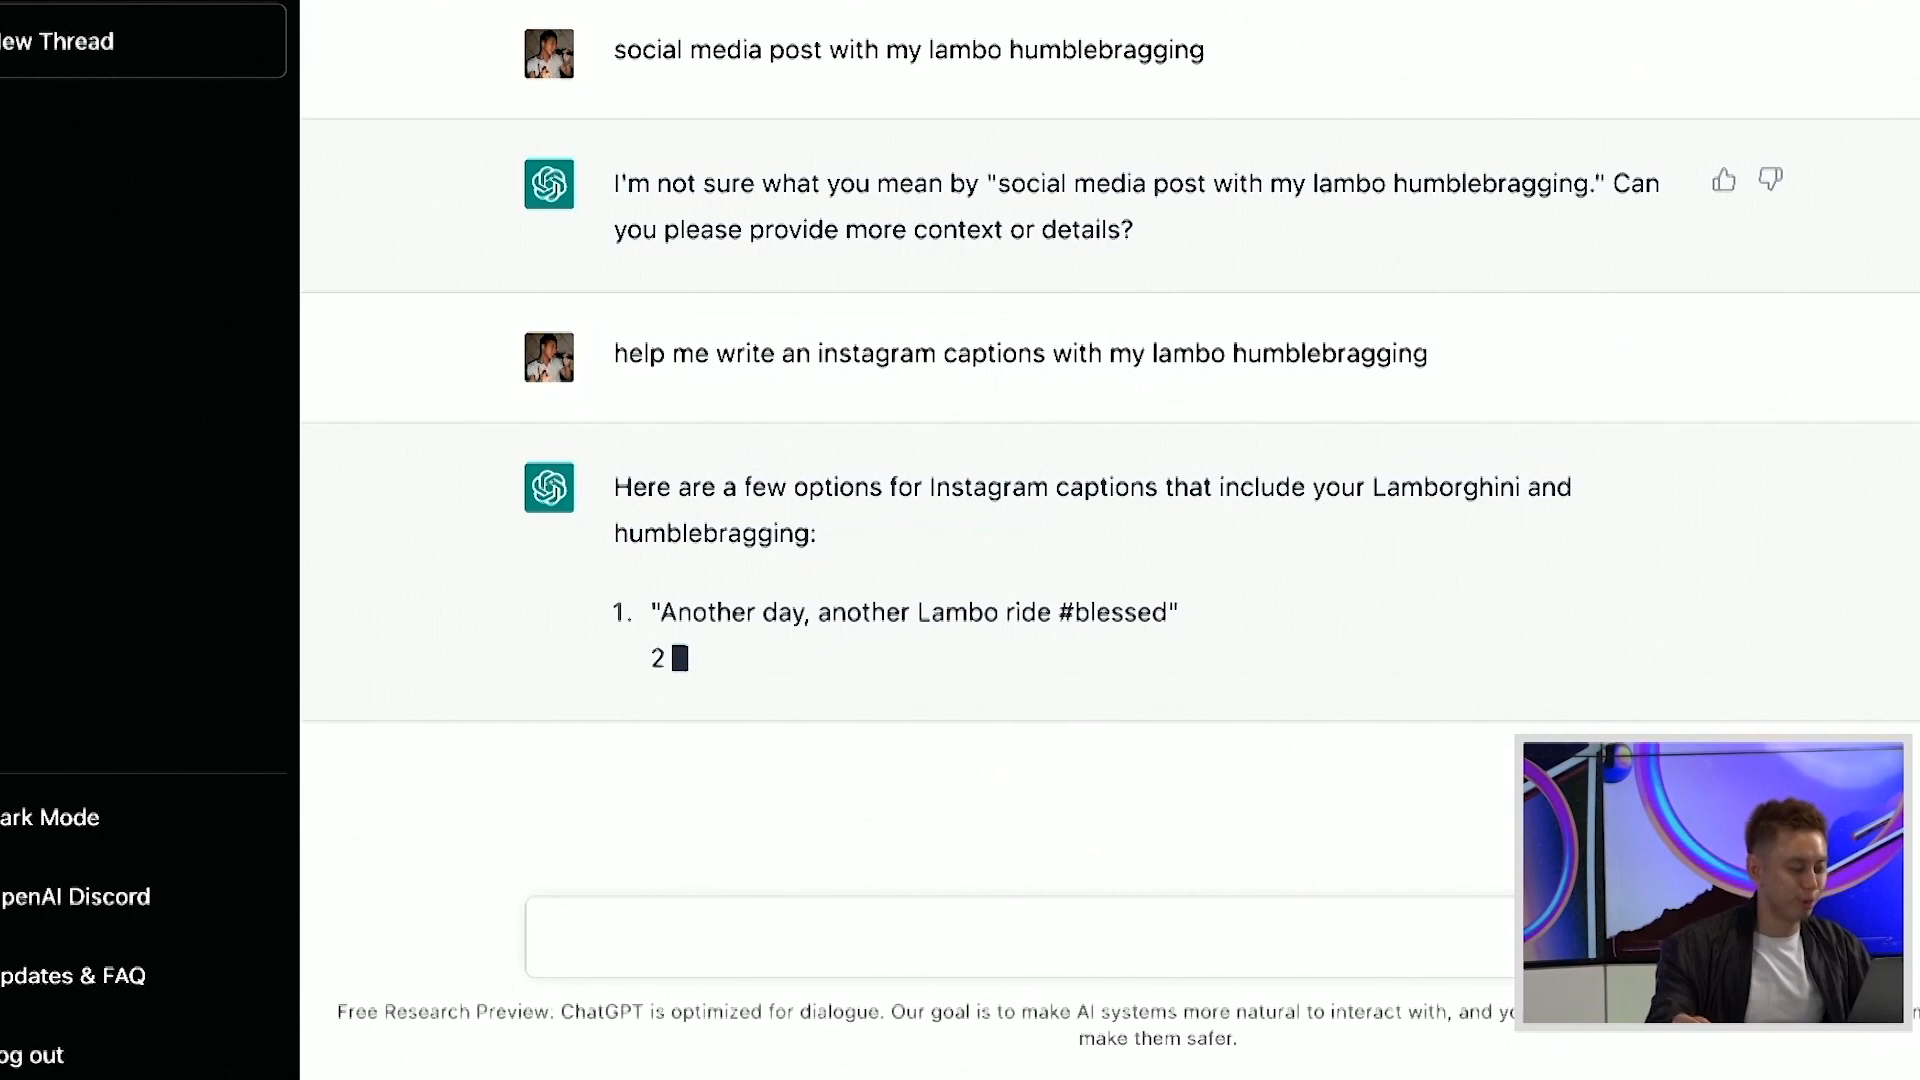 ew Thread
social media post with my lambo humblebragging
I'm not sure what you mean by "social media post with my lambo humblebragging." Can
you please provide more context or details?
help me write an instagram captions with my lambo humblebragging
Here are a few options for Instagram captions that include your Lamborghini and
humblebragging:
1. "Another day, another Lambo ride #blessed"
2
ark Mode
penAI Discord
pdates & FAQ
og out
Free Research Preview: ChatGPT is optimized for dialogue. Our goal is to make AI systems more natural to interact with, and
make them safer.